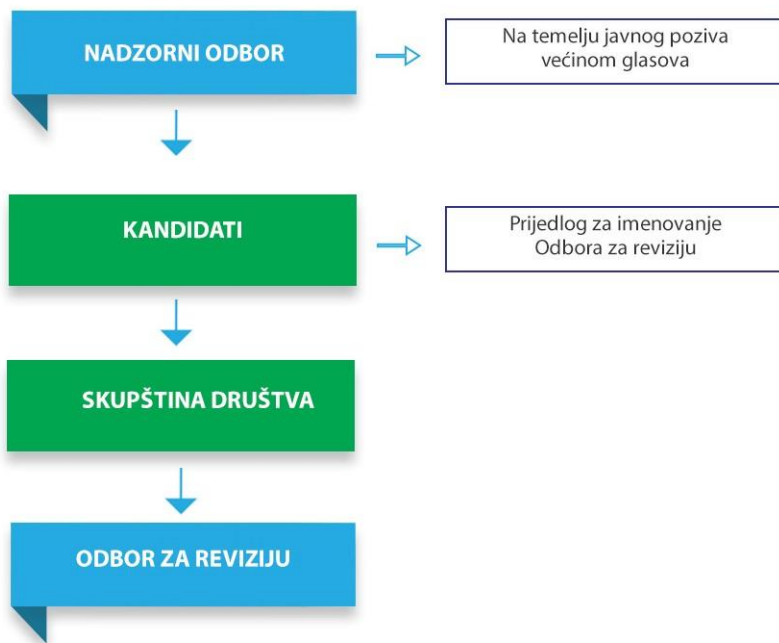 NADZORNI ODBOR
Na temelju javnog poziva
većinom glasova
KANDIDATI
Prijedlog za imenovanje
Odbora za reviziju
SKUPŠTINA DRUŠTVA
ODBOR ZA REVIZIJU